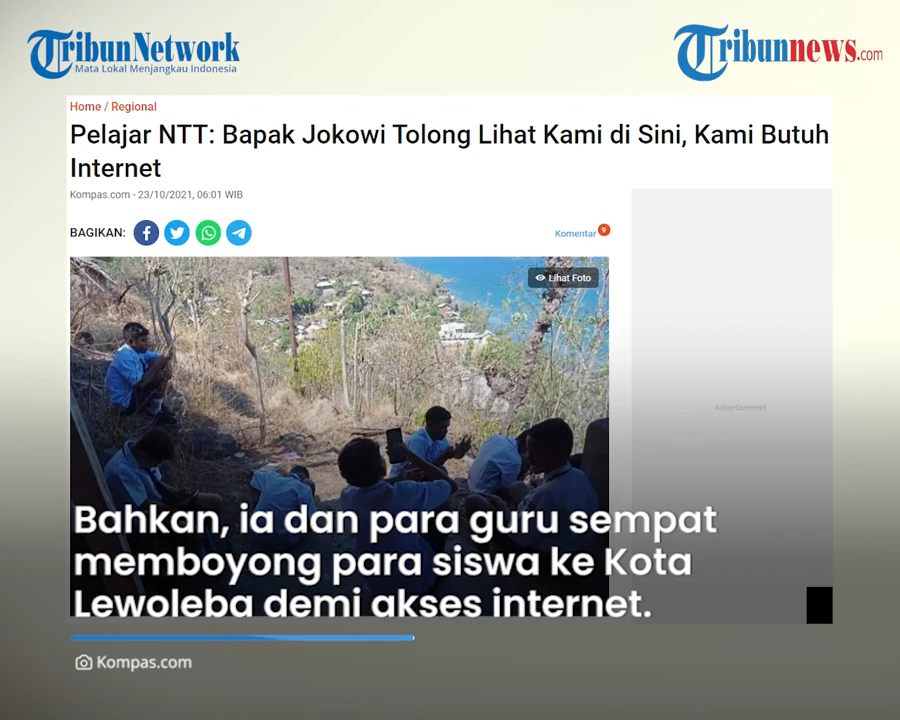 TribunNetwork
Mata Lokal Menjangkau Indonesia
Tribunnews.com
Home / Regional
Pelajar NTT: Bapak Jokowi Tolong Lihat Kami di Sini, Kami Butuh
Internet
Kompas.com - 23/10/2021, 06:01 WIB
BAGIKAN:
Komentar 9
Lihat Foto
Advertisement
Bahkan, ia dan para guru sempat
memboyong para siswa ke Kota
Lewoleba demi akses internet.
Kompas.com